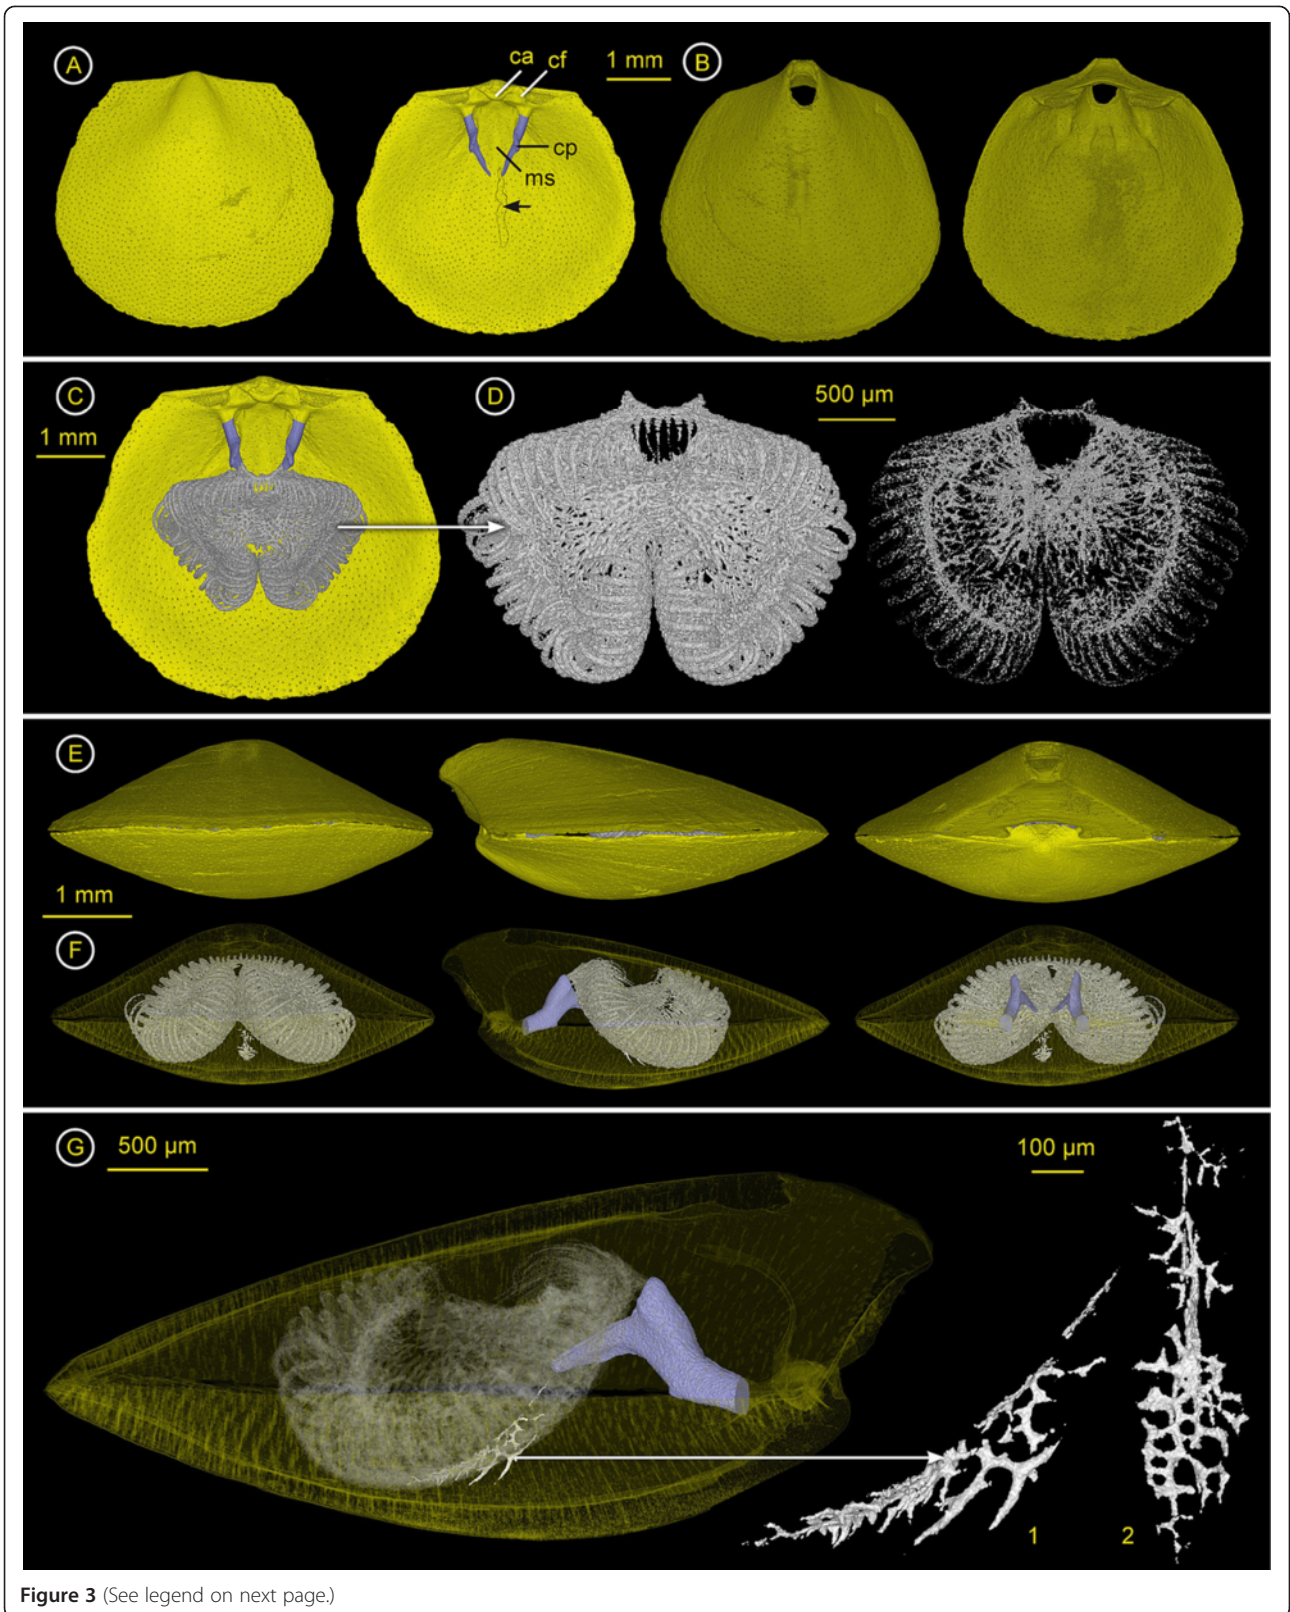 A
ca
cf
1 mm
B
cp
ms
C
1 mm
D
500 µm
E
1 mm
F
G
500 µm
100 µm
1
2
Figure 3 (See legend on next page.)